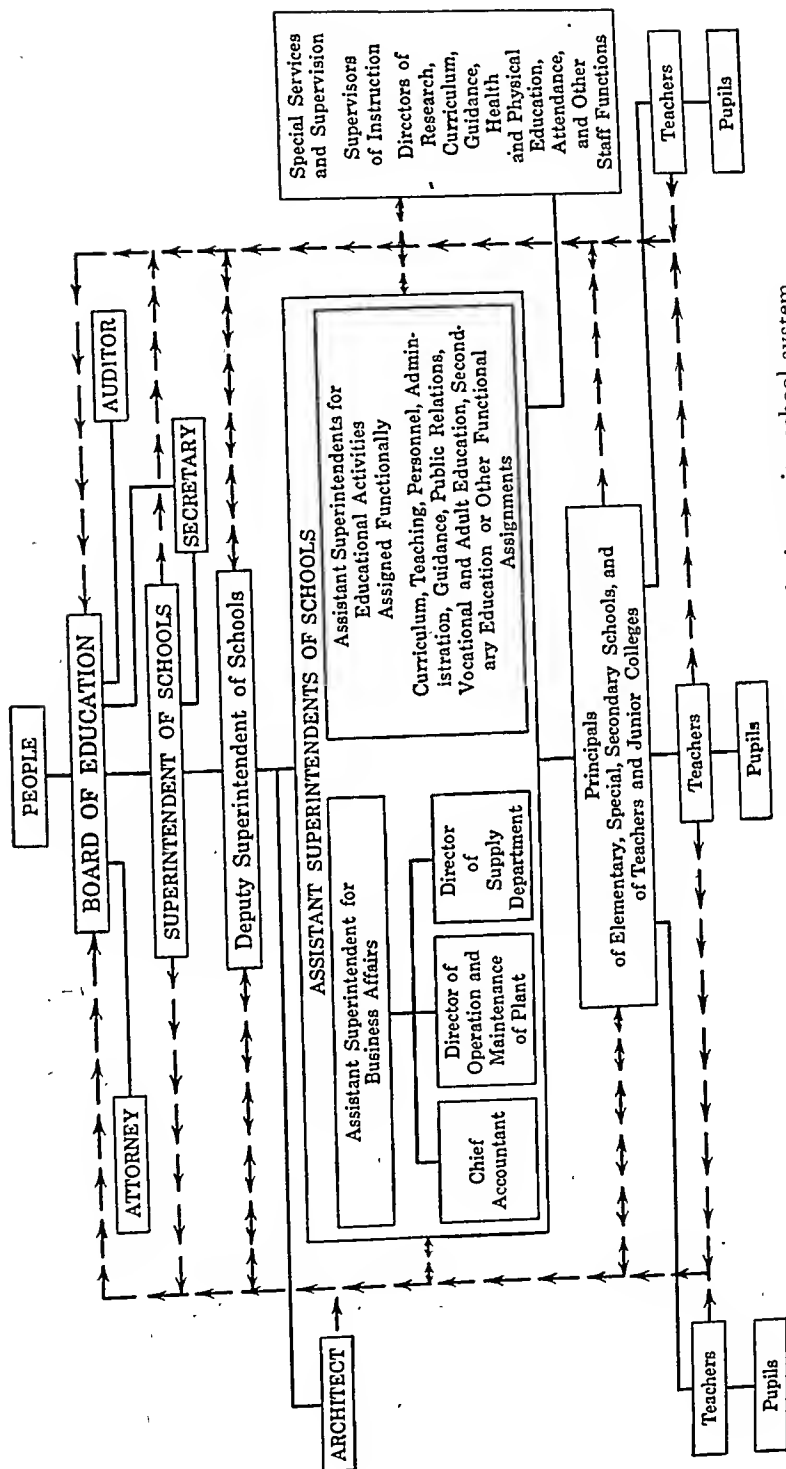 PEOPLE
BOARD OF EDUCATION
ATTORNEY
AUDITOR
SUPERINTENDENT OF SCHOOLS
SECRETARY
Deputy Superintendent of Schools
ARCHITECT
ASSISTANT SUPERINTENDENTS OF SCHOOLS
Assistant Superintendent for
Business Affairs
Chief
Accountant
Director of
Operation and
Maintenance
of Plant
Director
of
Supply
Department
Assistant Superintendents for
Educational Activities
Assigned Functionally
Curriculum, Teaching, Personnel, Admin-
istration, Guidance, Public Relations,
Vocational and Adult Education, Second-
ary Education or Other Functional
Assignments
Special Services
and Supervision
Supervisors
of Instruction
Directors of
Research,
Curriculum,
Guidance,
Health
and Physical
Education,
Attendance,
and Other
Staff Functions
Principals
of Elementary, Special, Secondary Schools, and
of Teachers and Junior Colleges
Teachers
Pupils
Teachers
Pupils
Teachers
Pupils
school system